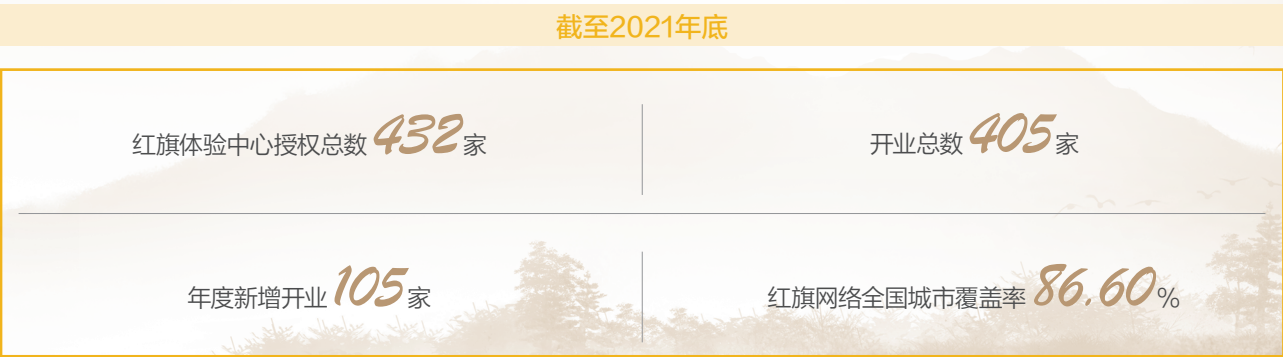 截至2021年底
红旗体验中心授权总数432家
开业总数405家
年度新增开业105家
红旗网络全国城市覆盖率86.60%